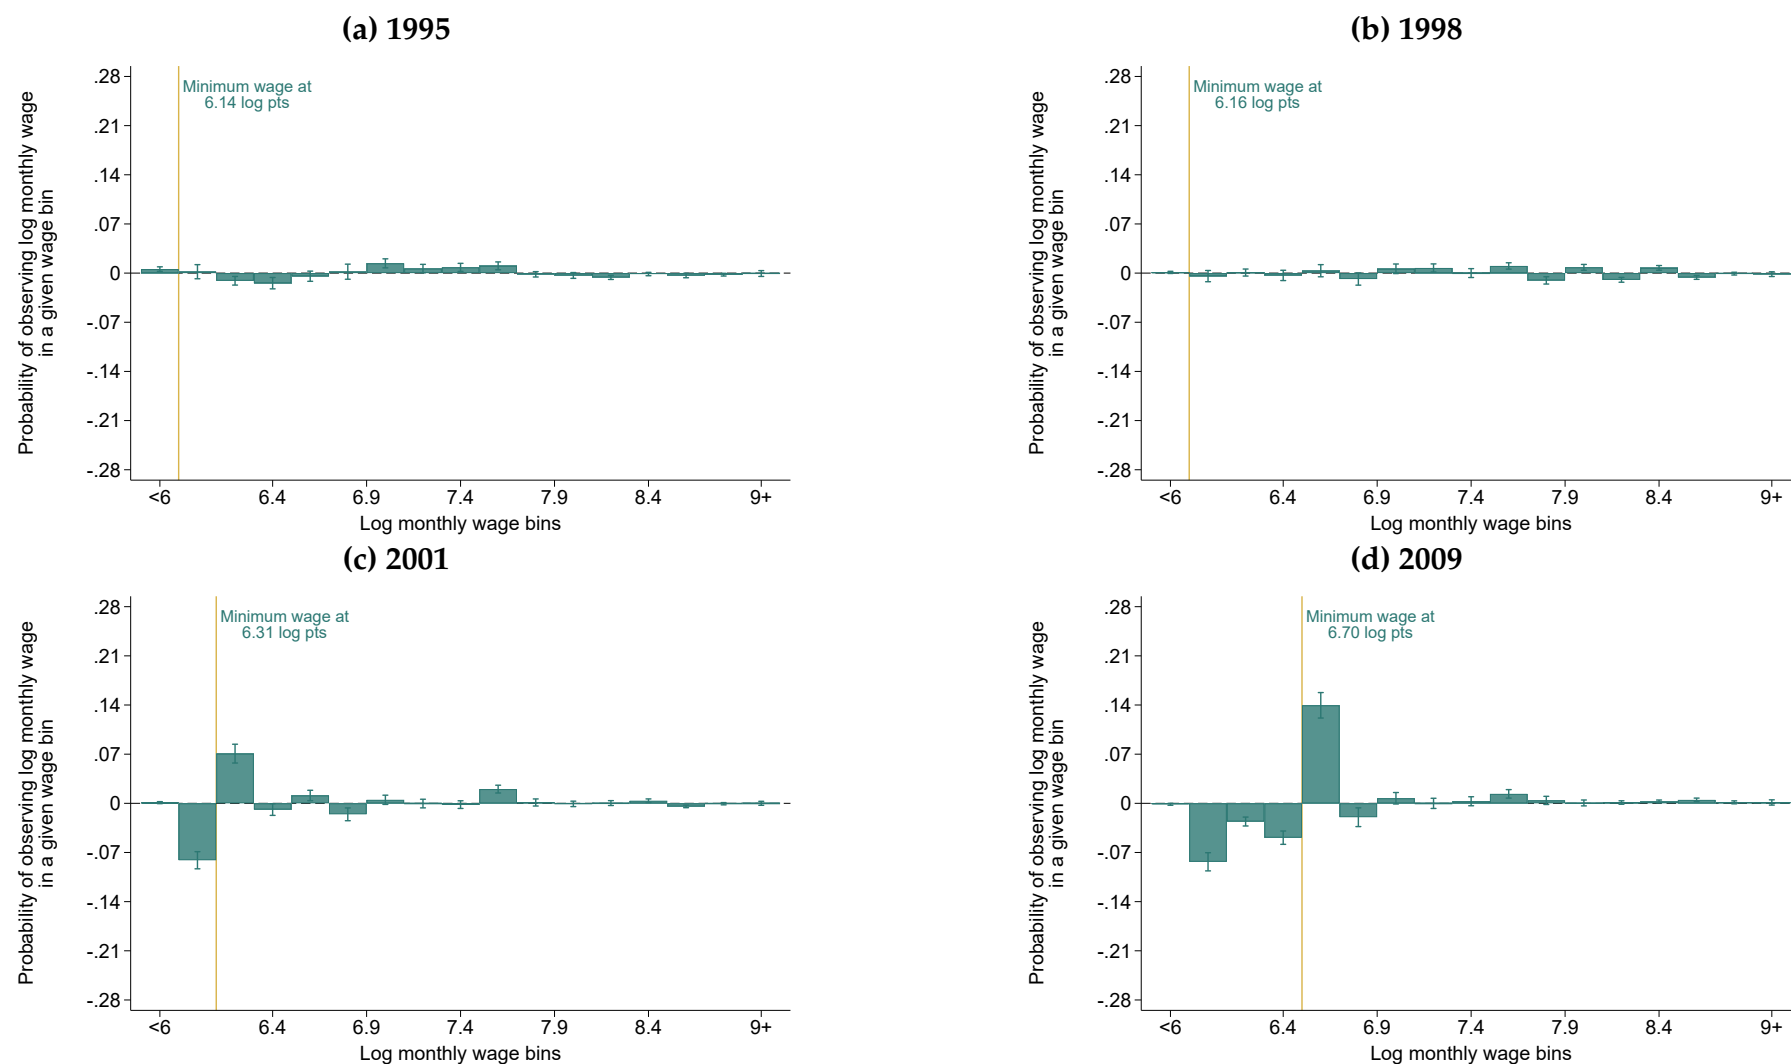 (a) 1995
Probability of observing log monthly wage
in a given wage bin
.28
.21
.14
.07
0
-.07
-.14
-.21
-.28
Minimum wage at
6.14 log pts
<6 6.4 6.9 7.4 7.9 8.4 9+
Log monthly wage bins
(b) 1998
Probability of observing log monthly wage
in a given wage bin
.28
.21
.14
.07
0
-.07
-.14
-.21
-.28
Minimum wage at
6.16 log pts
<6 6.4 6.9 7.4 7.9 8.4 9+
Log monthly wage bins
(c) 2001
Probability of observing log monthly wage
in a given wage bin
.28
.21
.14
.07
0
-.07
-.14
-.21
-.28
Minimum wage at
6.31 log pts
<6 6.4 6.9 7.4 7.9 8.4 9+
Log monthly wage bins
(d) 2009
Probability of observing log monthly wage
in a given wage bin
.28
.21
.14
.07
0
-.07
-.14
-.21
-.28
Minimum wage at
6.70 log pts
<6 6.4 6.9 7.4 7.9 8.4 9+
Log monthly wage bins